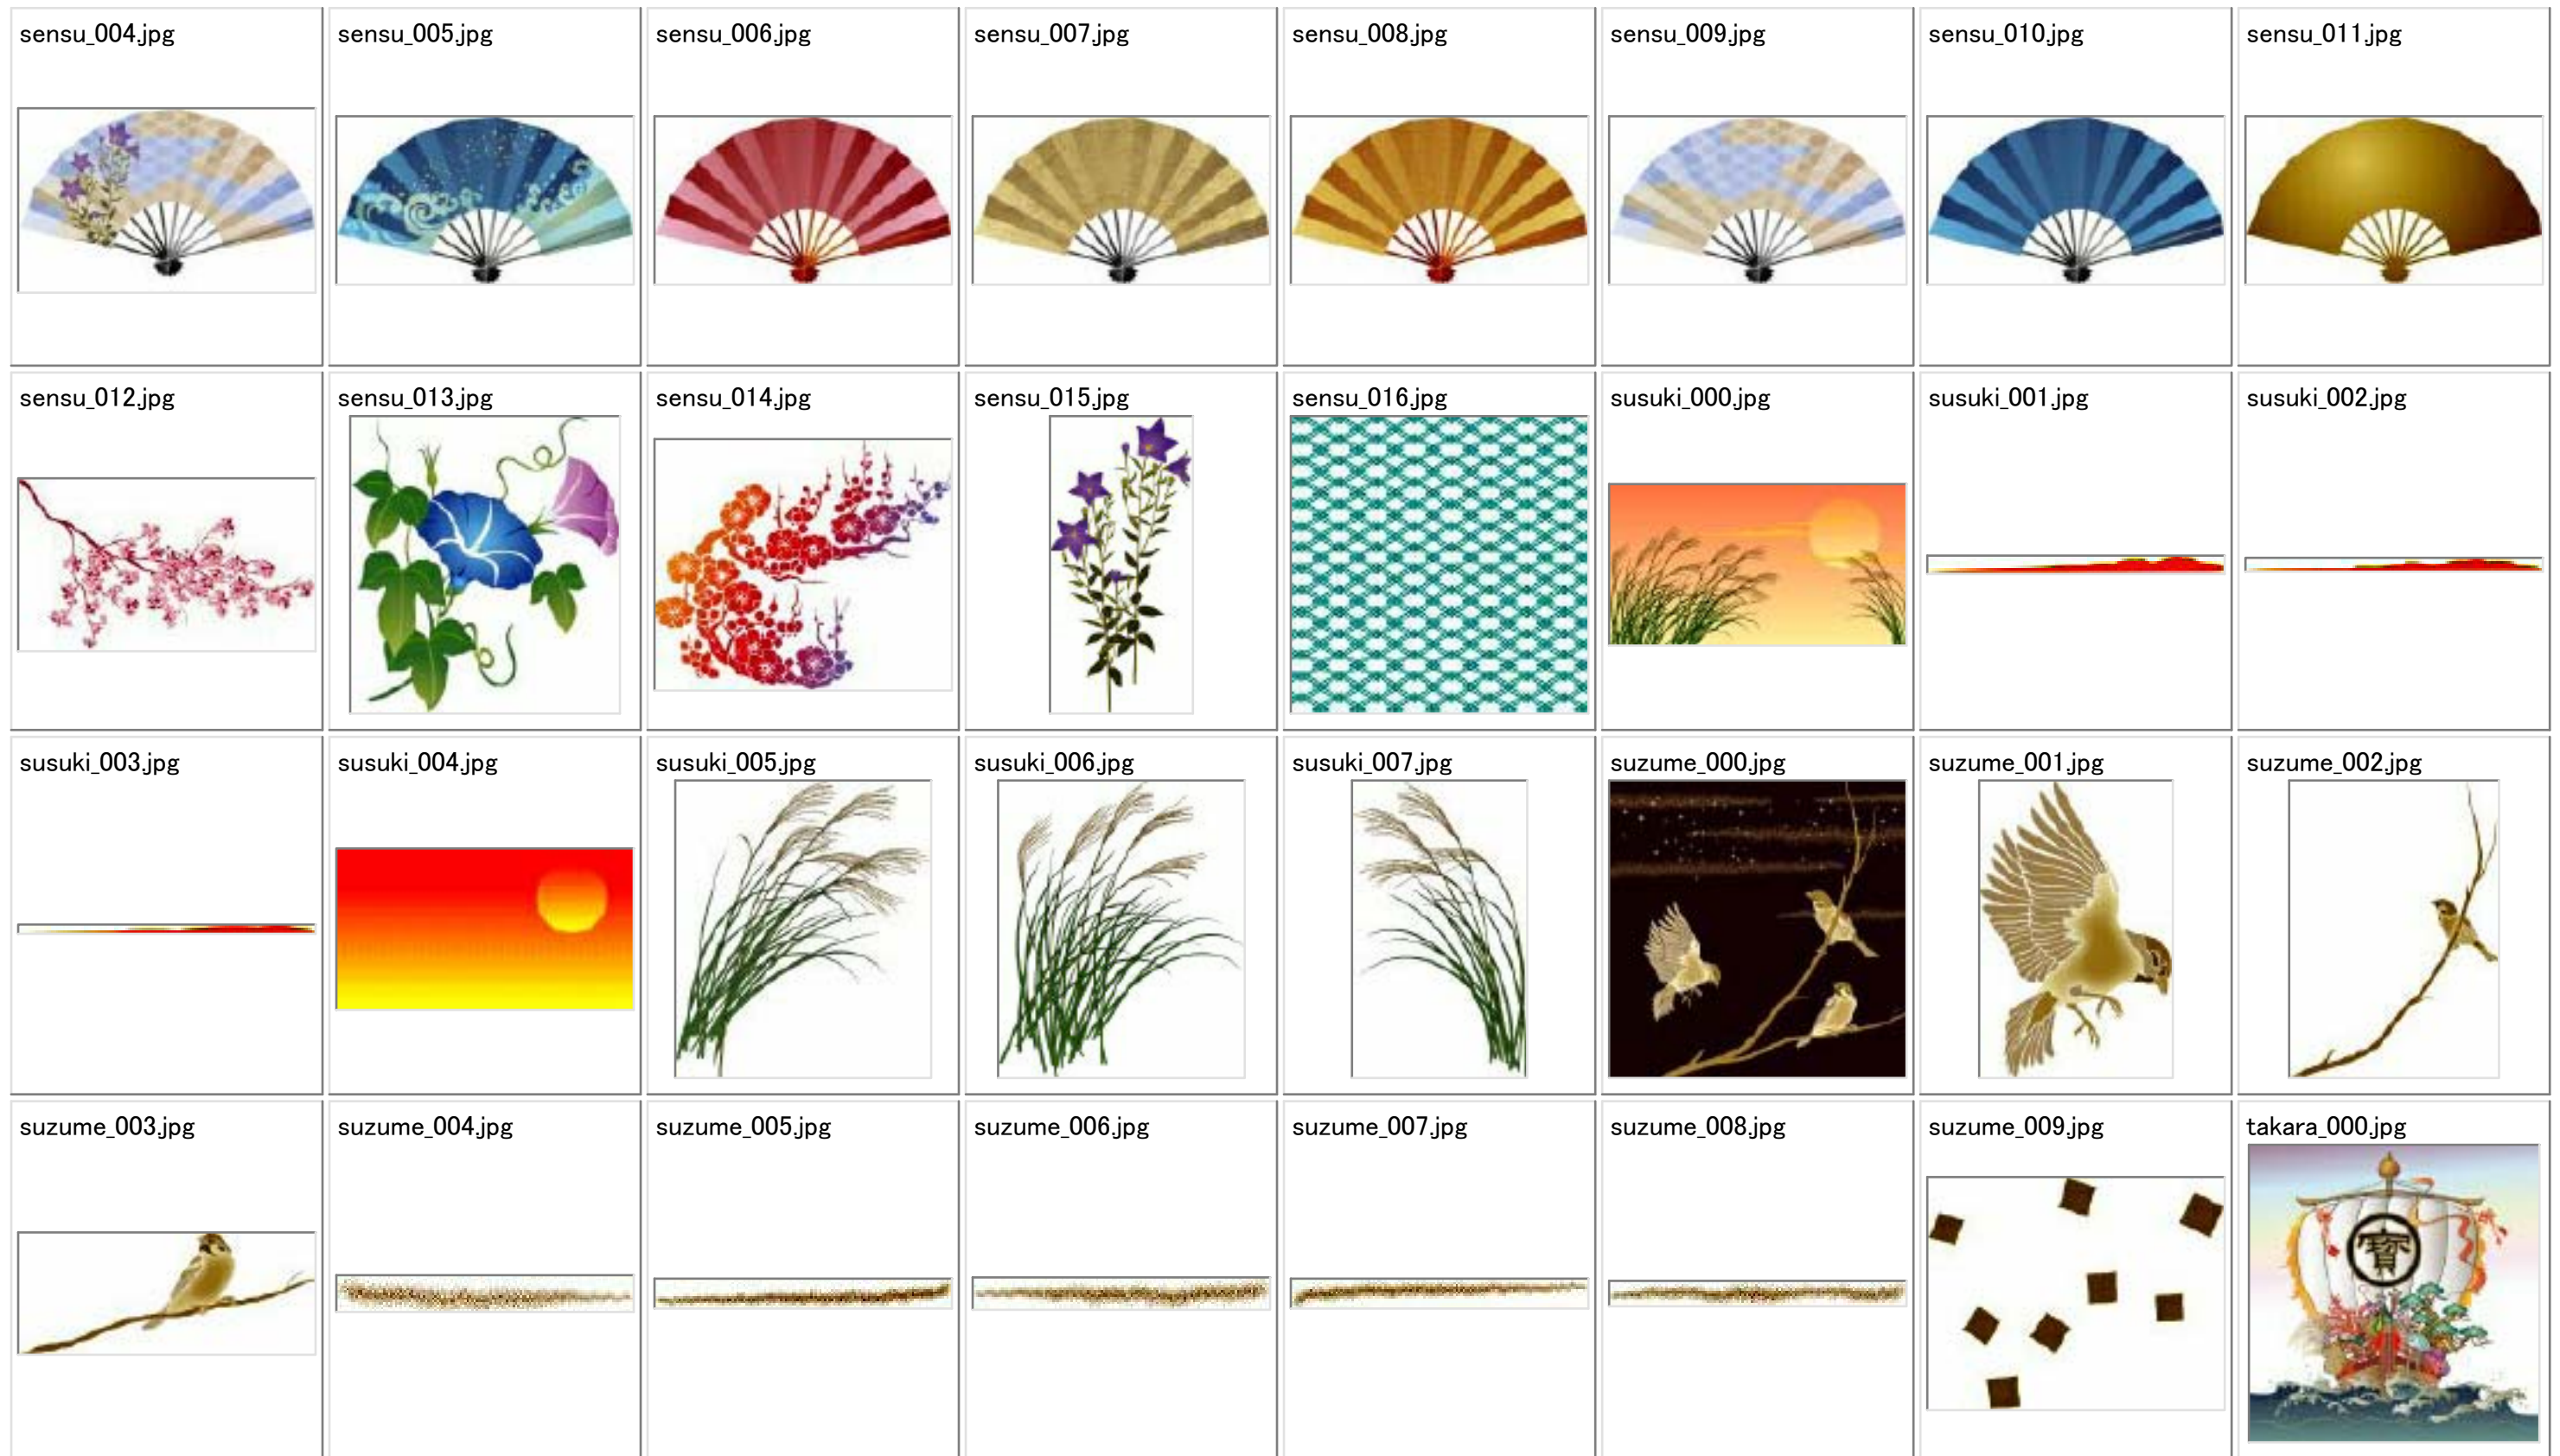 sensu_004.jpg
sensu_005.jpg
sensu_006.jpg
sensu_007.jpg
sensu_008.jpg
sensu_009.jpg
sensu_010.jpg
sensu_011.jpg
sensu_012.jpg
sensu_013.jpg
sensu_014.jpg
sensu_015.jpg
sensu_016.jpg
susuki_000.jpg
susuki_001.jpg
susuki_002.jpg
susuki_003.jpg
susuki_004.jpg
susuki_005.jpg
susuki_006.jpg
susuki_007.jpg
suzume_000.jpg
suzume_001.jpg
suzume_002.jpg
suzume_003.jpg
suzume_004.jpg
suzume_005.jpg
suzume_006.jpg
suzume_007.jpg
suzume_008.jpg
suzume_009.jpg
takara_000.jpg
寳